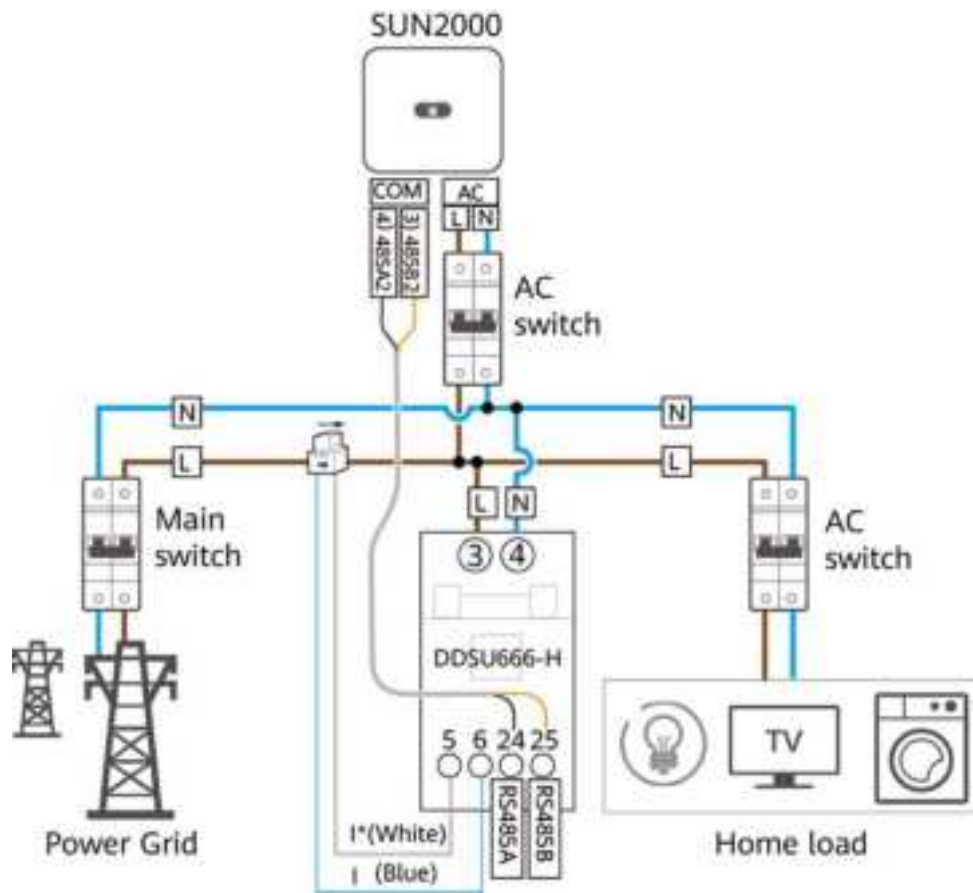 SUN2000
COM
AC
4) 485A2
3) 485B2
L
N
AC
switch
N
N
L
L
L
N
Main
switch
AC
switch
3
4
DDSU666-H
5
6
24
25
TV
RS485A
RS485B
I*(White)
I (Blue)
Power Grid
Home load